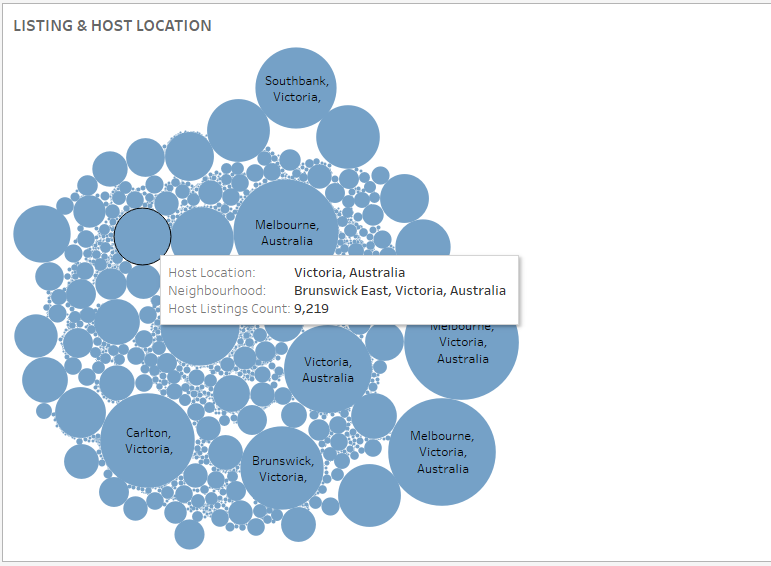 LISTING & HOST LOCATION
Southbank,
Victoria,
Melbourne,
Australia
Host Location: Victoria, Australia
Neighbourhood: Brunswick East, Victoria, Australia
Host Listings Count: 9,219
Melbourne,
Victoria,
Australia
Victoria,
Australia
Carlton,
Victoria,
Melbourne,
Victoria,
Australia
Brunswick,
Victoria,